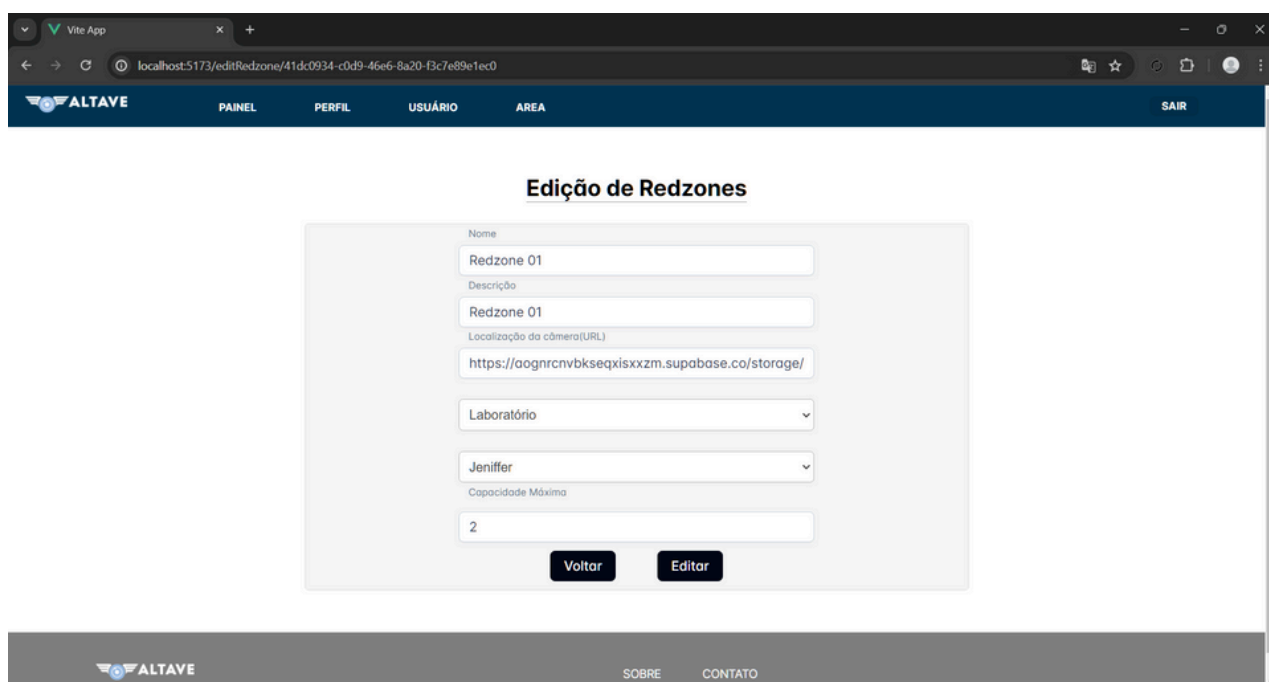 Vite App
localhost:5173/editRedzone/41dc0934-c0d9-46e6-8a20-f3c7e89e1ec0
ALTAVE PAINEL PERFIL USUÁRIO AREA SAIR
Edição de Redzones
Nome
Redzone 01
Descrição
Redzone 01
Localização da câmera(URL)
https://aognrcnvbkseqxisxxzm.supabase.co/storage/
Laboratório
Jeniffer
Capacidade Máxima
2
Voltar Editar
ALTAVE SOBRE CONTATO